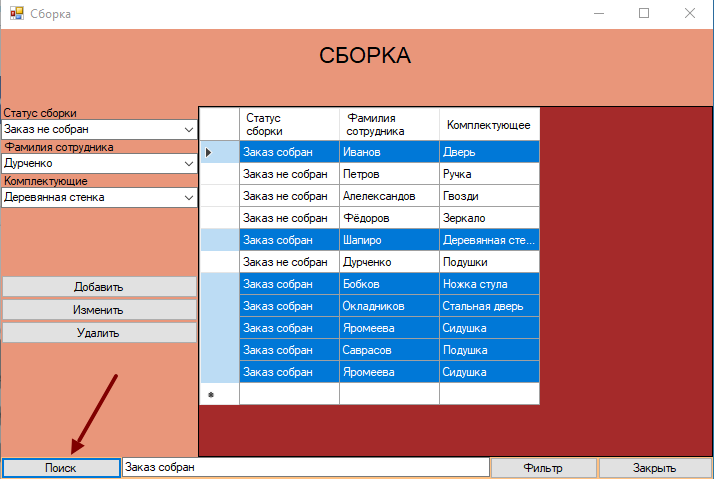 Сборка
СБОРКА
Статус сборки
Заказ не собран
Фамилия сотрудника
Дурченко
Комплектующие
Деревянная стенка
Добавить
Изменить
Удалить
Статус сборки Фамилия сотрудника Комплектующее
Заказ собран Иванов Дверь
Заказ не собран Петров Ручка
Заказ не собран Алелександов Гвозди
Заказ не собран Фёдоров Зеркало
Заказ собран Шапиро Деревянная сте...
Заказ не собран Дурченко Подушки
Заказ собран Бобков Ножка стула
Заказ собран Окладников Стальная дверь
Заказ собран Яромеева Сидушка
Заказ собран Саврасов Подушка
Заказ собран Яромеева Сидушка
Поиск Заказ собран Фильтр Закрыть